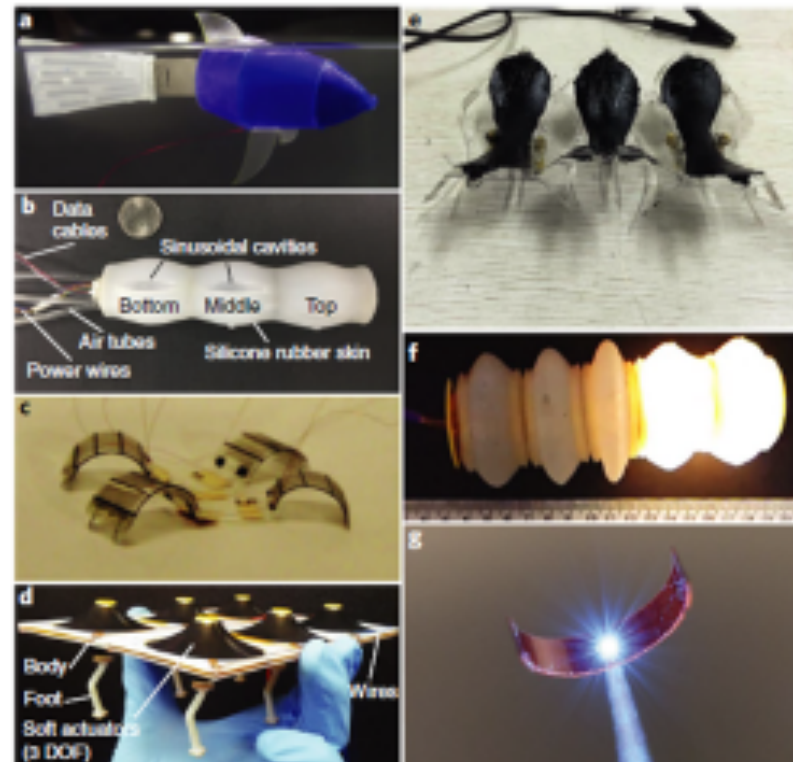 a
b
Data
cables
Sinusoidal cavities
Bottom
Middle
Top
Air tubes
Silicone rubber skin
Power wires
c
d
Body
Foot
Wires
Soft actuators
(3 DOF)
e
f
g